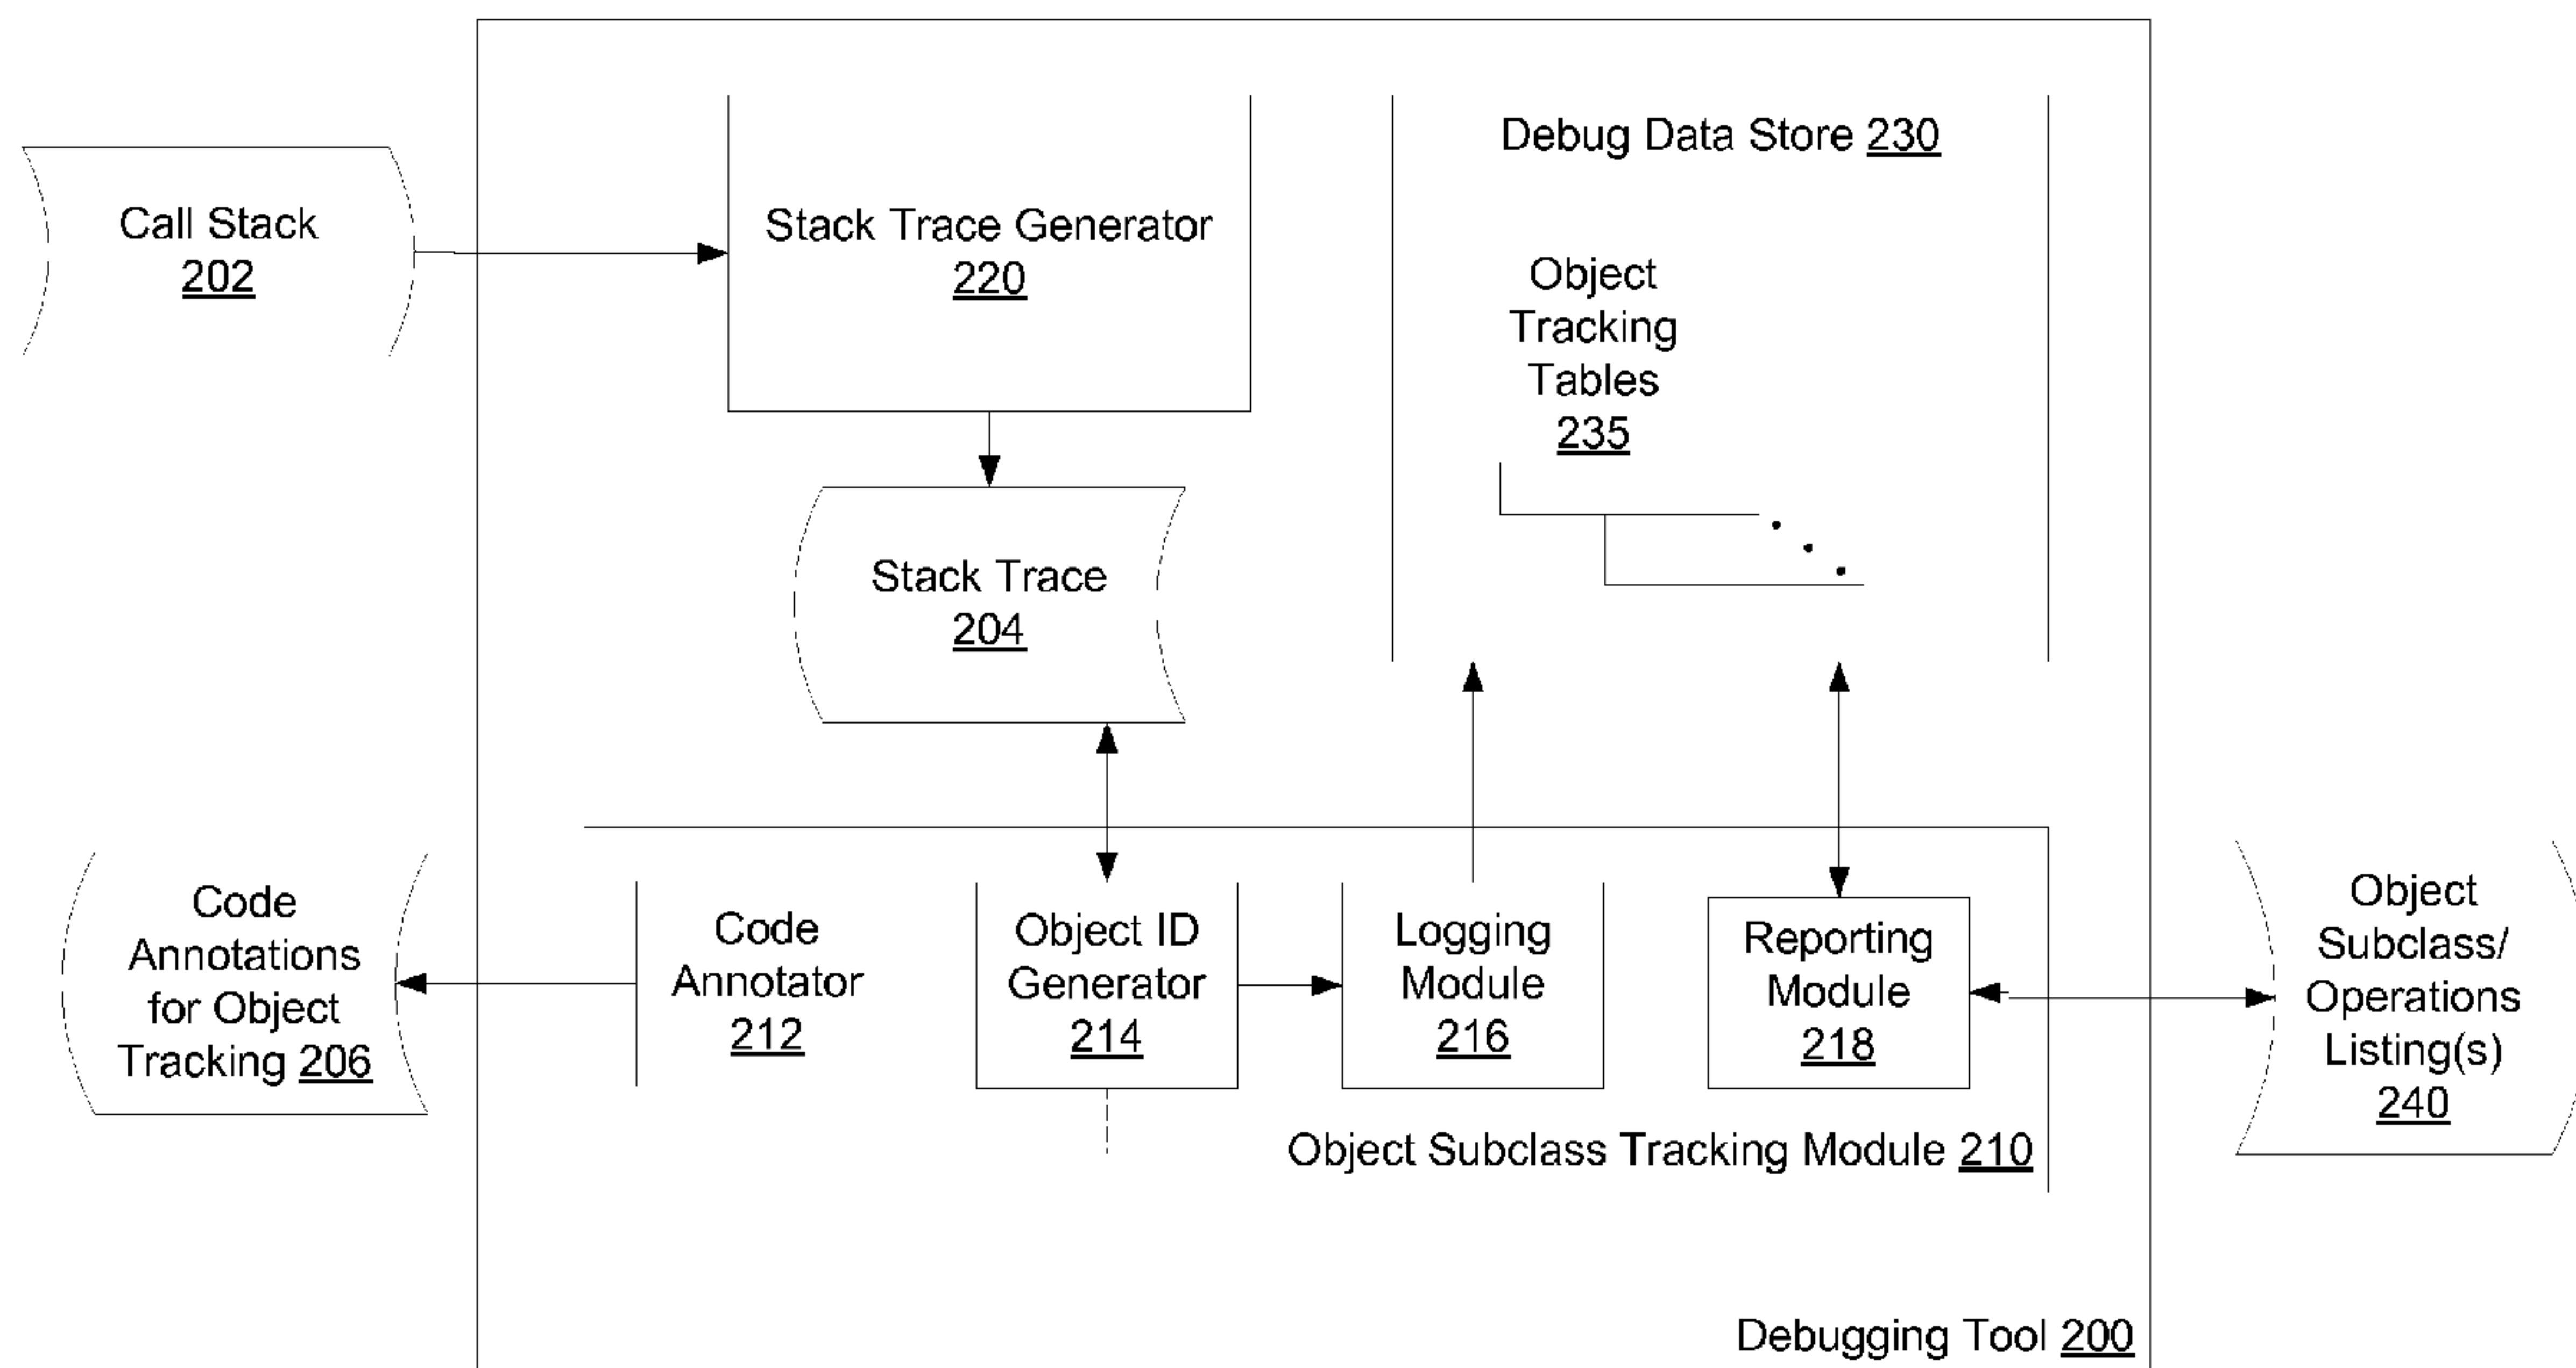 Call Stack
202
Stack Trace Generator
220
Debug Data Store 230
Object
Tracking
Tables
235
Stack Trace
204
Code
Annotations
for Object
Tracking 206
Code
Annotator
212
Object ID
Generator
214
Logging
Module
216
Reporting
Module
218
Object Subclass Tracking Module 210
Object
Subclass/
Operations
Listing(s)
240
Debugging Tool 200